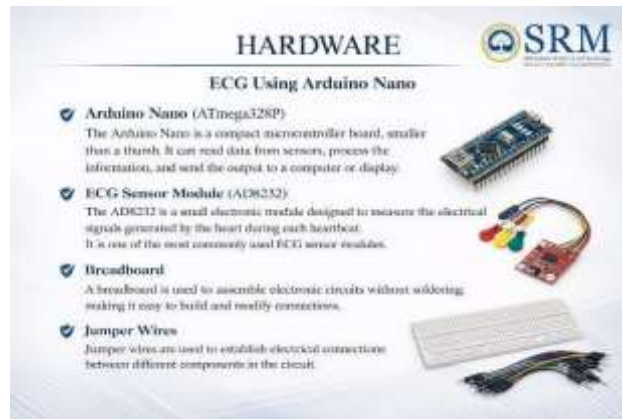 HARDWARE
SRM
ECG Using Arduino Nano
Arduino Nano (ATmega328P)
The Arduino Nano is a compact microcontroller board, smaller
than a thumb. It can read data from sensors, process the
information, and send the output to a computer or display.
ECG Sensor Module (AD8232)
The AD8232 is a small electronic module designed to measure the electrical
signals generated by the heart during each heartbeat.
It is one of the most commonly used ECG sensor modules.
Breadboard
A breadboard is used to assemble electronic circuits without soldering,
making it easy to build and modify connections.
Jumper Wires
Jumper wires are used to establish electrical connections
between different components in the circuit.